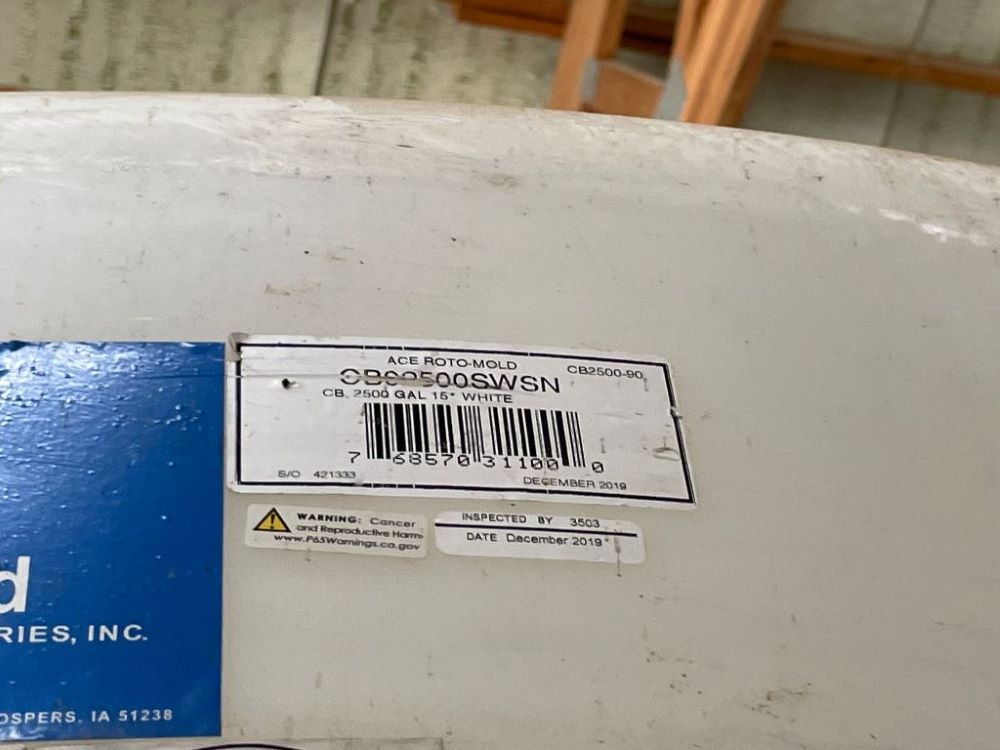 ACE ROTO-MOLD
CB2500-90
CB02500SWSN
CB, 2500 GAL 15" WHITE
7 68570 31100 0
S/O 421333
DECEMBER 2019
WARNING: Cancer
and Reproductive Harm
www.P65Warnings.ca.gov
INSPECTED BY 3503
DATE December 2019
d
RIES, INC.
OSPERS, IA 51238